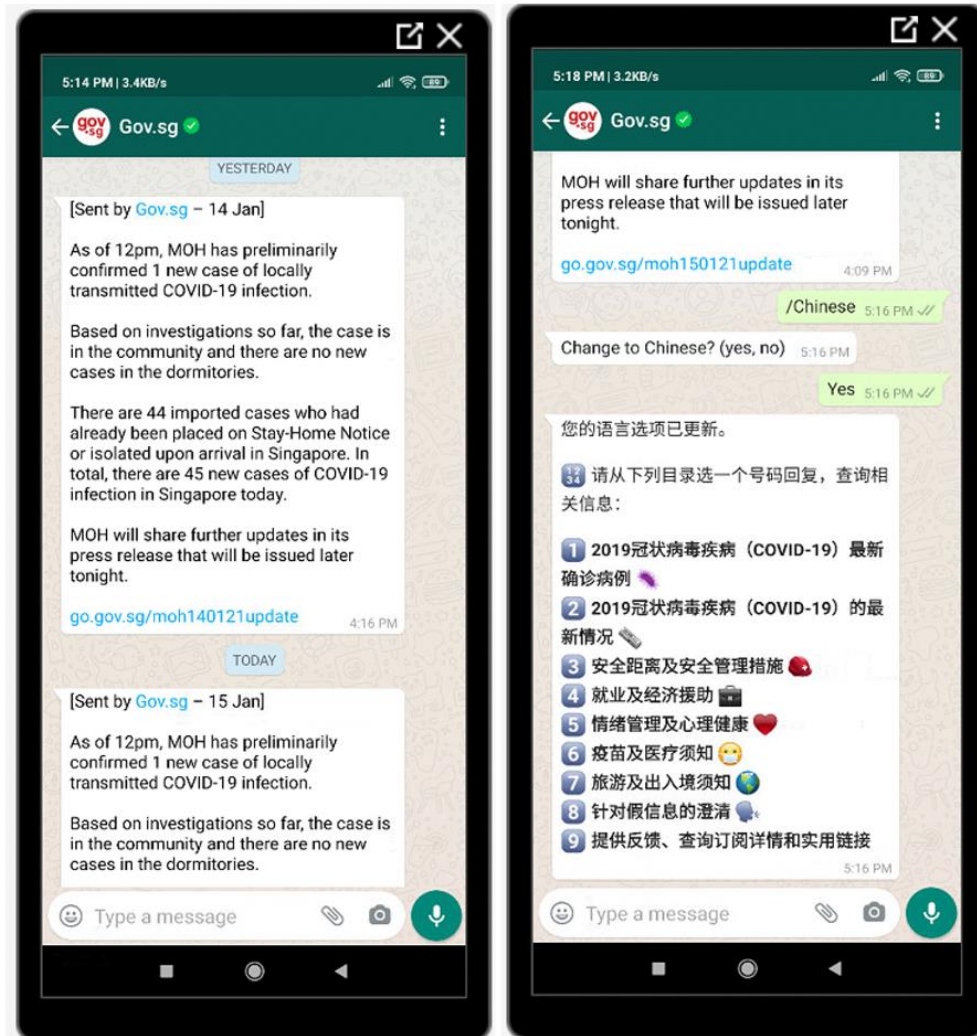 5:14 PM | 3.4KB/s
89
gov
.sg
Gov.sg
YESTERDAY
[Sent by Gov.sg – 14 Jan]
As of 12pm, MOH has preliminarily
confirmed 1 new case of locally
transmitted COVID-19 infection.
Based on investigations so far, the case is
in the community and there are no new
cases in the dormitories.
There are 44 imported cases who had
already been placed on Stay-Home Notice
or isolated upon arrival in Singapore. In
total, there are 45 new cases of COVID-19
infection in Singapore today.
MOH will share further updates in its
press release that will be issued later
tonight.
go.gov.sg/moh140121update
4:16 PM
TODAY
[Sent by Gov.sg – 15 Jan]
As of 12pm, MOH has preliminarily
confirmed 1 new case of locally
transmitted COVID-19 infection.
Based on investigations so far, the case is
in the community and there are no new
cases in the dormitories.
Type a message
5:18 PM | 3.2KB/s
89
gov
.sg
Gov.sg
MOH will share further updates in its
press release that will be issued later
tonight.
go.gov.sg/moh150121update
4:09 PM
/Chinese 5:16 PM
Change to Chinese? (yes, no) 5:16 PM
Yes 5:16 PM
您的语言选项已更新。
🔢 请从下列目录选一个号码回复，查询相
关信息：
1 2019冠状病毒疾病（COVID-19）最新
确诊病例
2 2019冠状病毒疾病（COVID-19）的最
新情况
3 安全距离及安全管理措施
4 就业及经济援助
5 情绪管理及心理健康
6 疫苗及医疗须知
7 旅游及出入境须知
8 针对假信息的澄清
9 提供反馈、查询订阅详情和实用链接
5:16 PM
Type a message